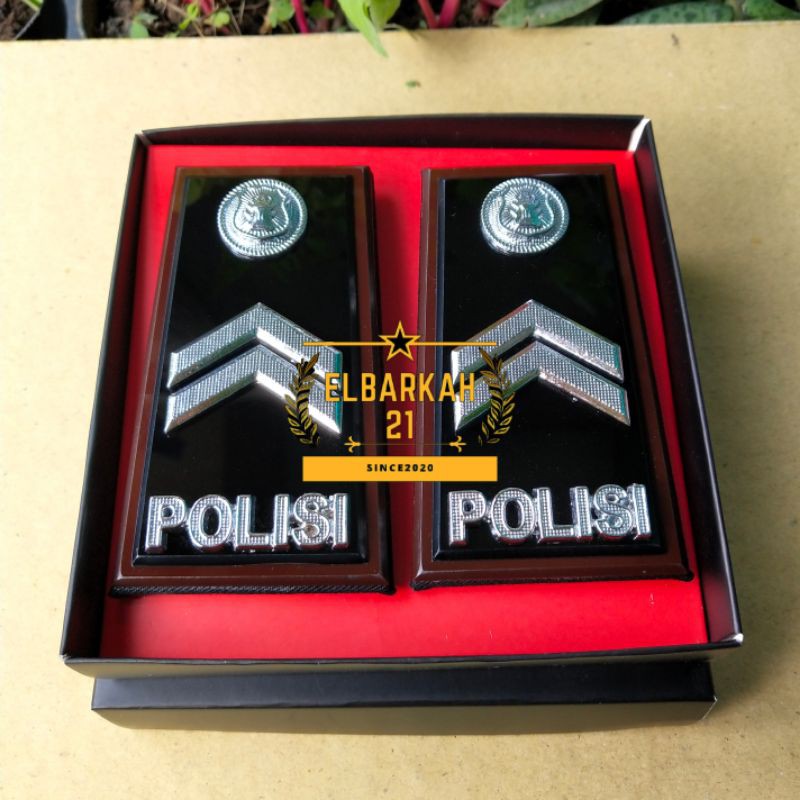 ELBARKAH
21
SINCE2020
POLISI
POLISI